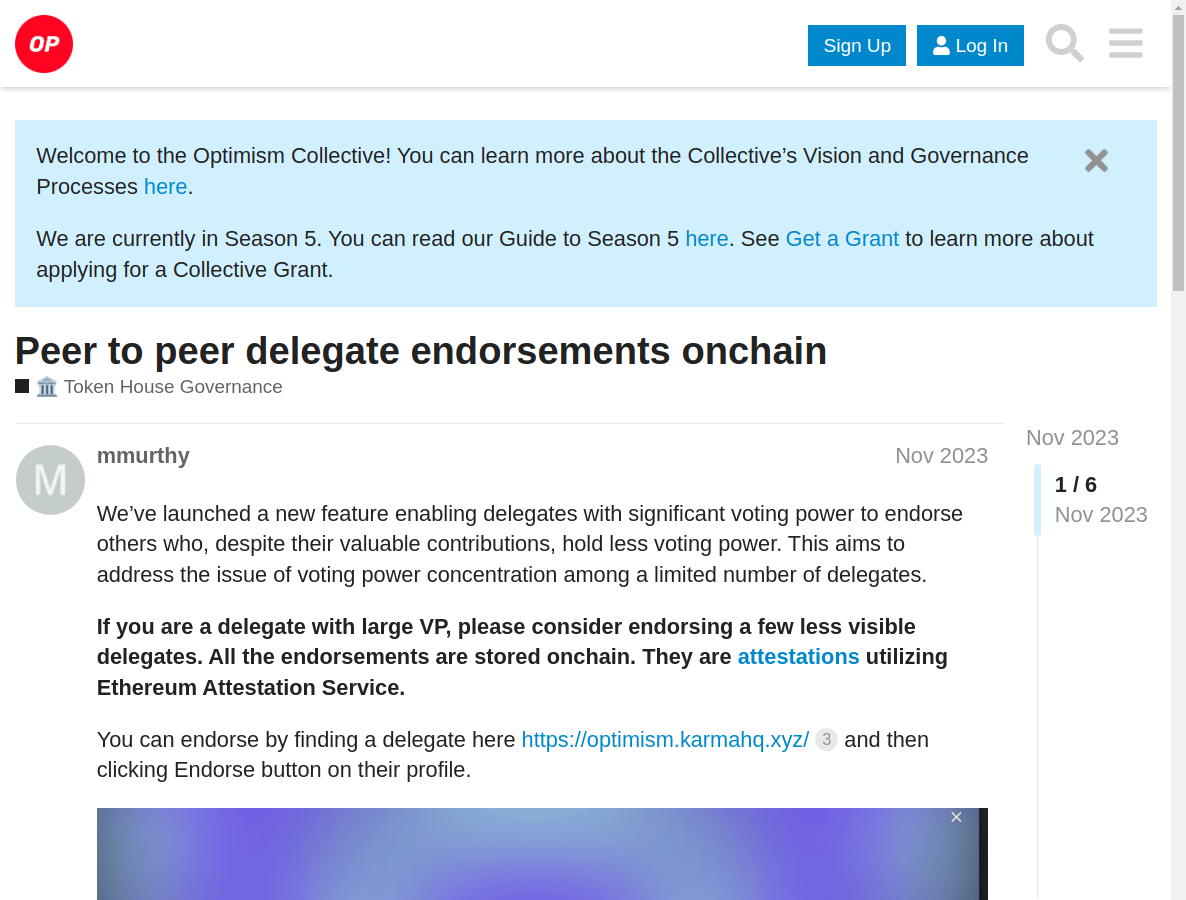 OP
Sign Up
Log In
Welcome to the Optimism Collective! You can learn more about the Collective’s Vision and Governance
Processes here.
We are currently in Season 5. You can read our Guide to Season 5 here. See Get a Grant to learn more about
applying for a Collective Grant.
Peer to peer delegate endorsements onchain
Token House Governance
M
mmurthy
Nov 2023
We’ve launched a new feature enabling delegates with significant voting power to endorse
others who, despite their valuable contributions, hold less voting power. This aims to
address the issue of voting power concentration among a limited number of delegates.
If you are a delegate with large VP, please consider endorsing a few less visible
delegates. All the endorsements are stored onchain. They are attestations utilizing
Ethereum Attestation Service.
You can endorse by finding a delegate here https://optimism.karmahq.xyz/ 3 and then
clicking Endorse button on their profile.
Nov 2023
1 / 6
Nov 2023